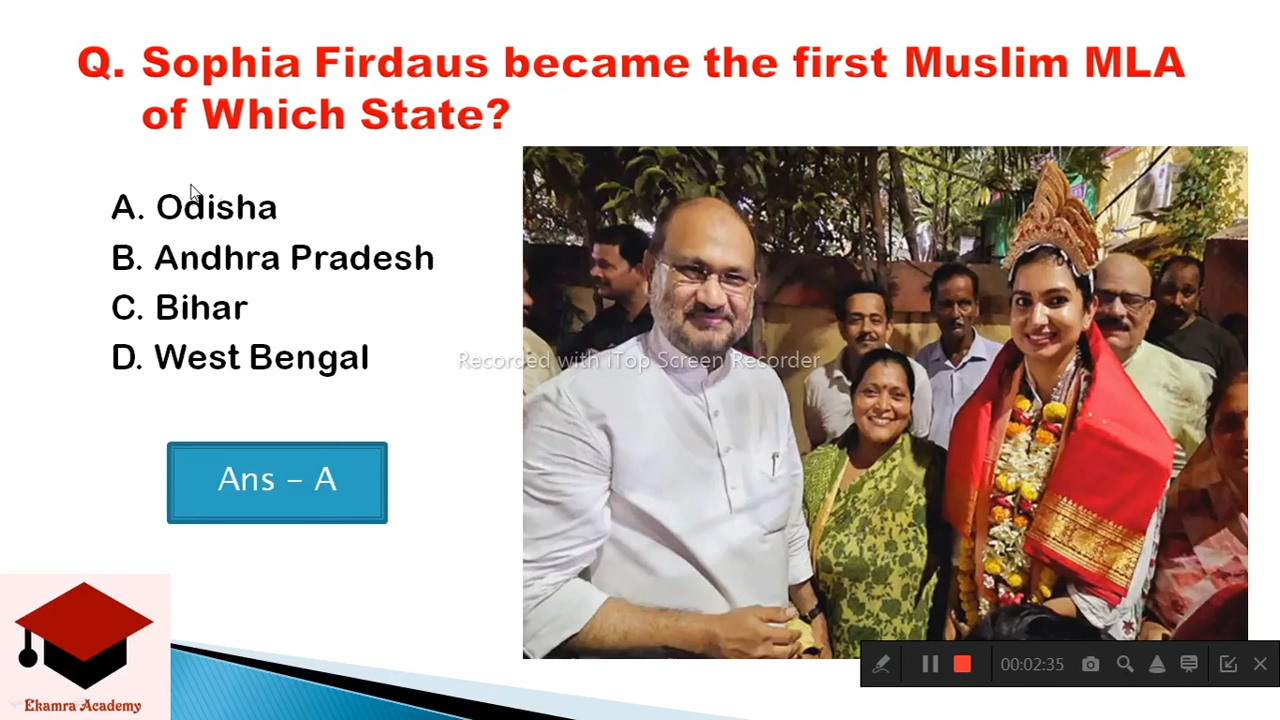 Q. Sophia Firdaus became the first Muslim MLA
of Which State?
A. Odisha
B. Andhra Pradesh
C. Bihar
D. West Bengal
Recorded with iTop Screen Recorder
Ans – A
Ekamra Academy
00:02:35